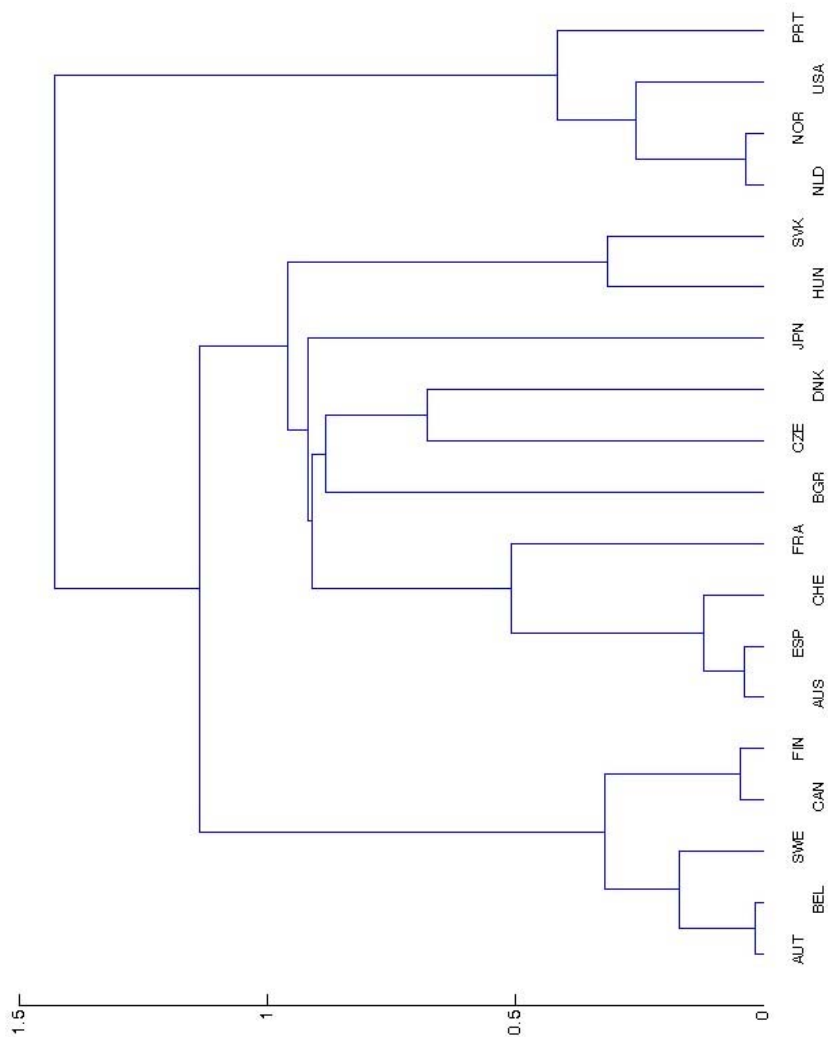 PRT
USA
NOR
NLD
SVK
HUN
JPN
DNK
CZE
BGR
FRA
CHE
ESP
AUS
FIN
CAN
SWE
BEL
AUT
1.5
1
0.5
0